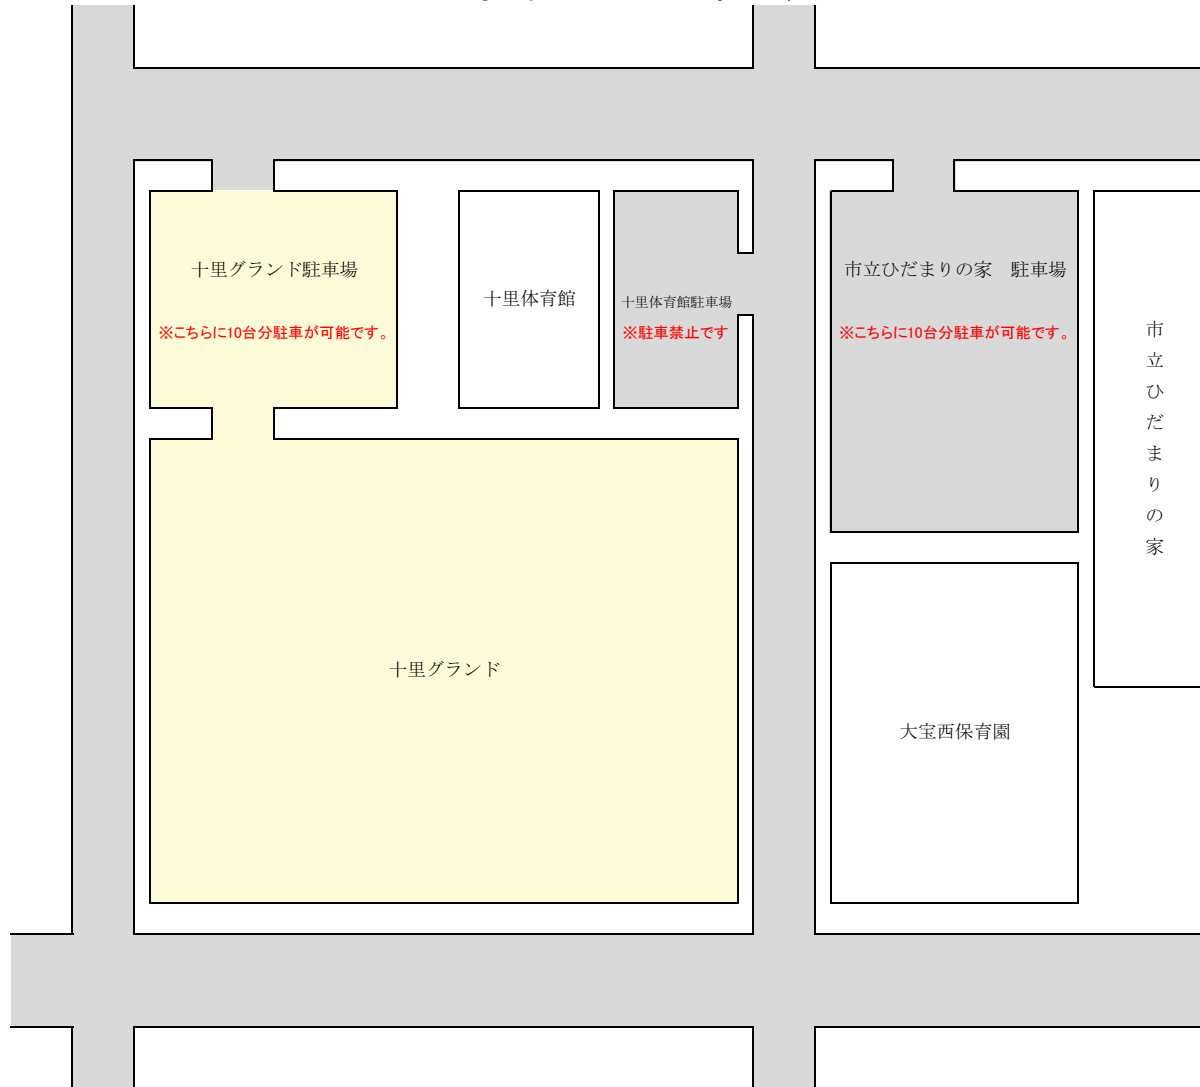 十里グランド駐車場
※こちらに10台分駐車が可能です。
十里体育館
十里体育館駐車場
※駐車禁止です
市立ひだまりの家　駐車場
※こちらに10台分駐車が可能です。
市立ひだまりの家
十里グランド
大宝西保育園